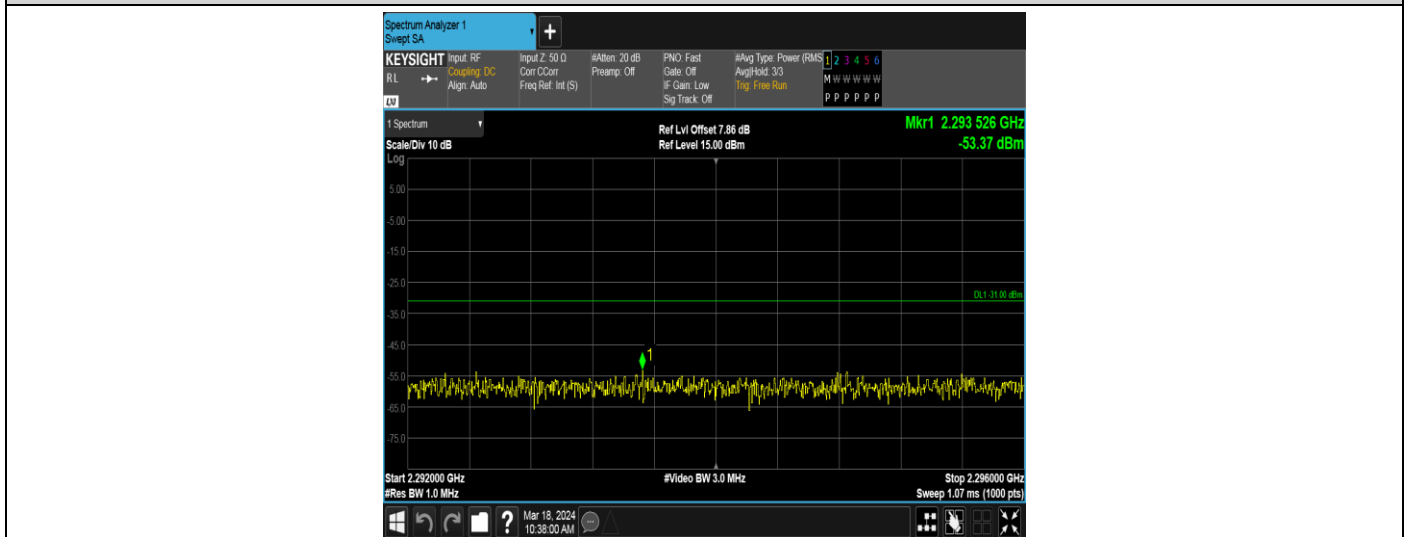 Spectrum Analyzer 1
Swept SA
+
KEYSIGHT
RL
Input: RF
Coupling: DC
Align: Auto
Input Z: 50 Ω
Corr CCorr
Freq Ref: Int (S)
#Atten: 20 dB
Preamp: Off
PNO: Fast
Gate: Off
IF Gain: Low
Sig Track: Off
#Avg Type: Power (RMS
Avg|Hold: 3/3
Trig: Free Run
1 2 3 4 5 6
M W W W W W
P P P P P P
LXI
1 Spectrum
Scale/Div 10 dB
Log
Ref Lvl Offset 7.86 dB
Ref Level 15.00 dBm
Mkr1 2.293 526 GHz
-53.37 dBm
5.00
-5.00
-15.0
-25.0
DL1 -31.00 dBm
-35.0
-45.0
1
-55.0
-65.0
-75.0
Start 2.292000 GHz
#Res BW 1.0 MHz
#Video BW 3.0 MHz
Stop 2.296000 GHz
Sweep 1.07 ms (1000 pts)
?
Mar 18, 2024
10:38:00 AM